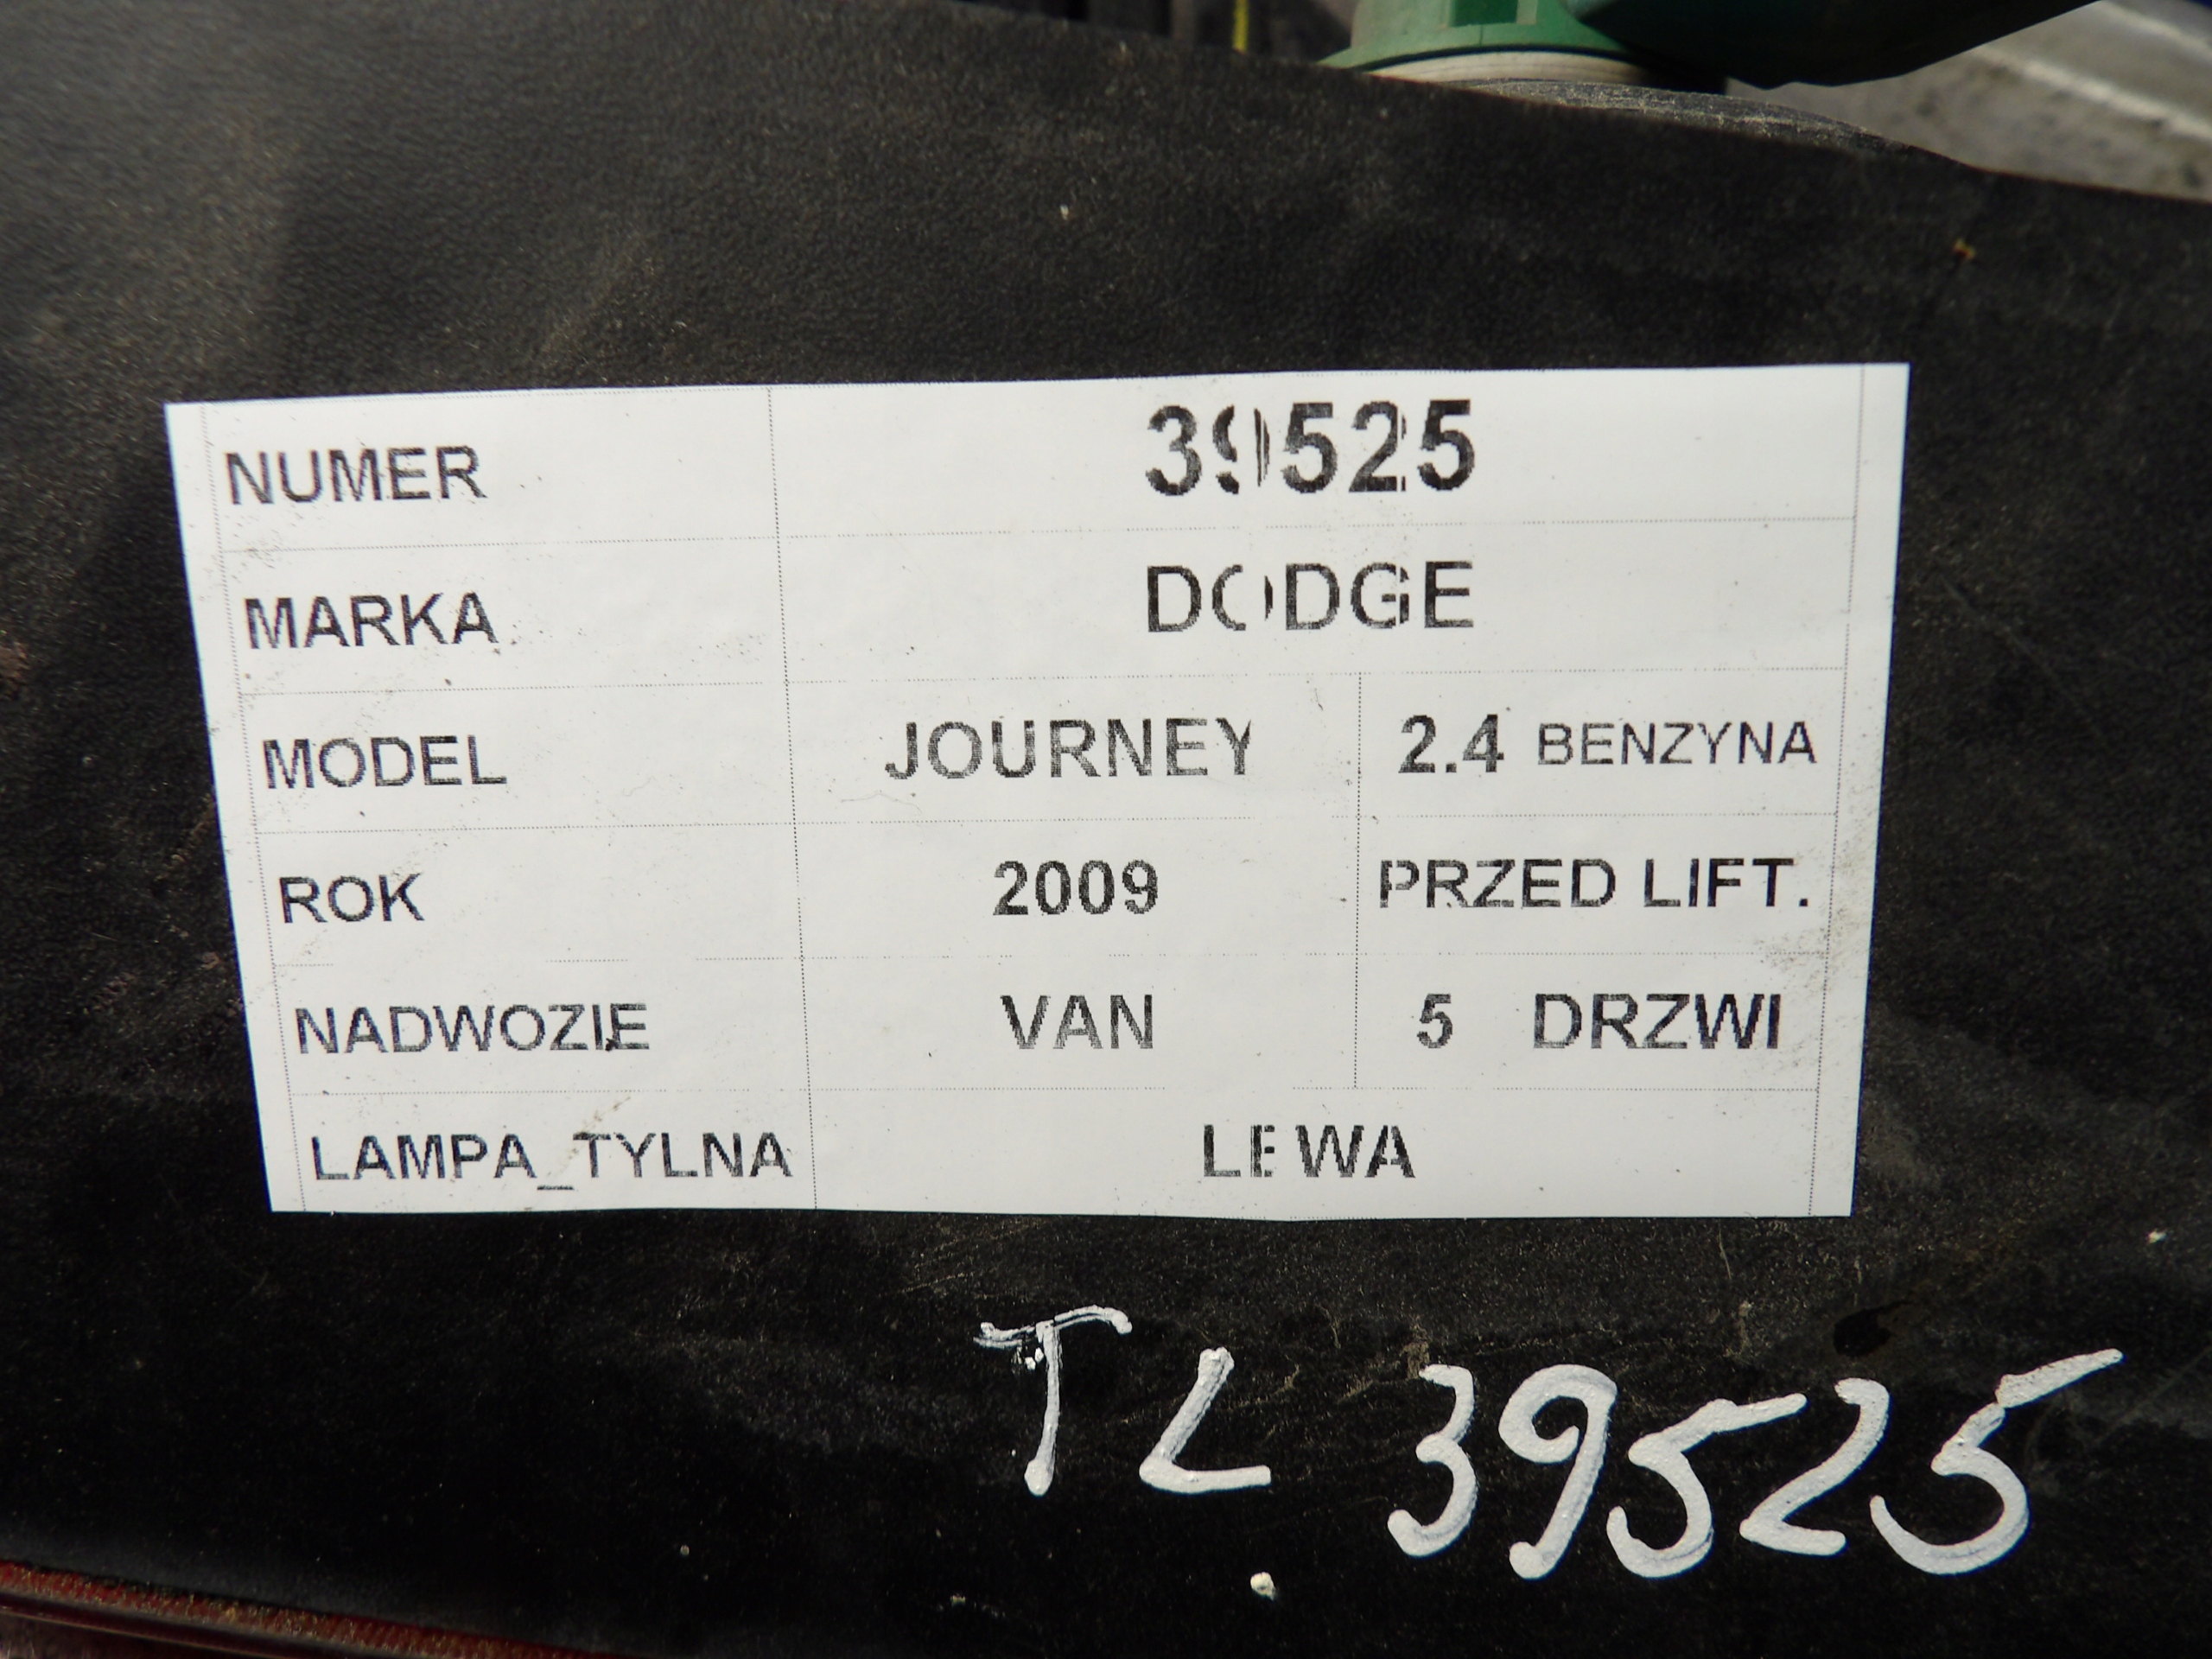 NUMER 39525
MARKA DODGE
MODEL JOURNEY 2.4 BENZYNA
ROK 2009 PRZED LIFT.
NADWOZIE VAN 5 DRZWI
LAMPA_TYLNA LEWA
TL 39525